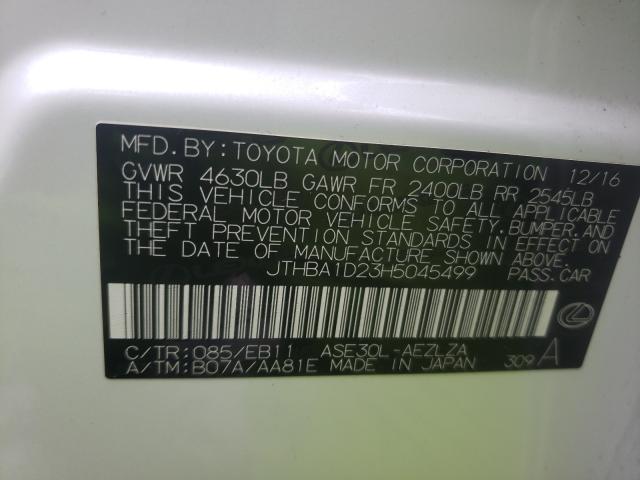 MFD. BY: TOYOTA MOTOR CORPORATION 12/16
GVWR 4630LB GAWR FR 2400LB RR 2545LB
THIS VEHICLE CONFORMS TO ALL APPLICABLE
FEDERAL MOTOR VEHICLE SAFETY, BUMPER, AND
THEFT PREVENTION STANDARDS IN EFFECT ON
THE DATE OF MANUFACTURE SHOWN ABOVE.
JTHBA1D23H5045499 PASS. CAR
C/TR: 085/EB11 ASE30L-AEZLZA
A/TM: B07A/AA81E MADE IN JAPAN 309 A